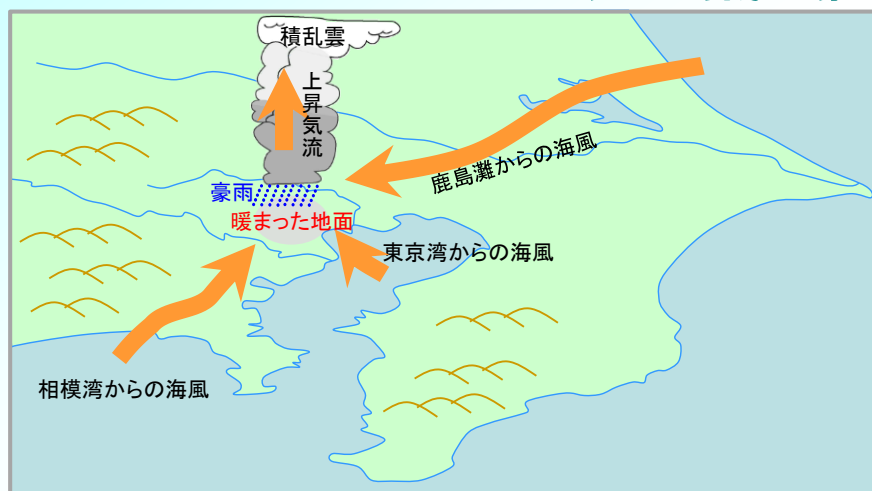 積乱雲
上昇気流
鹿島灘からの海風
豪雨
暖まった地面
東京湾からの海風
相模湾からの海風